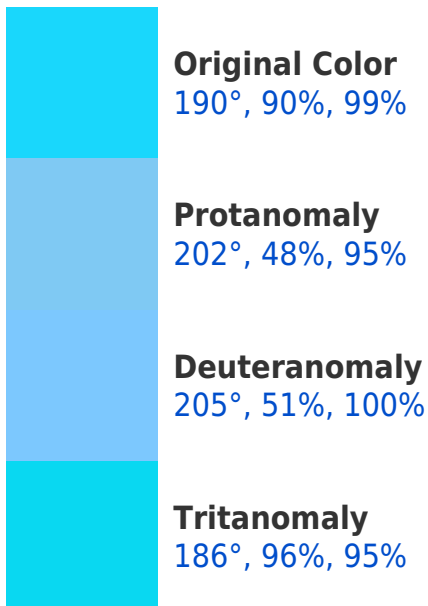 Original Color
190°, 90%, 99%
Protanomaly
202°, 48%, 95%
Deuteranomaly
205°, 51%, 100%
Tritanomaly
186°, 96%, 95%